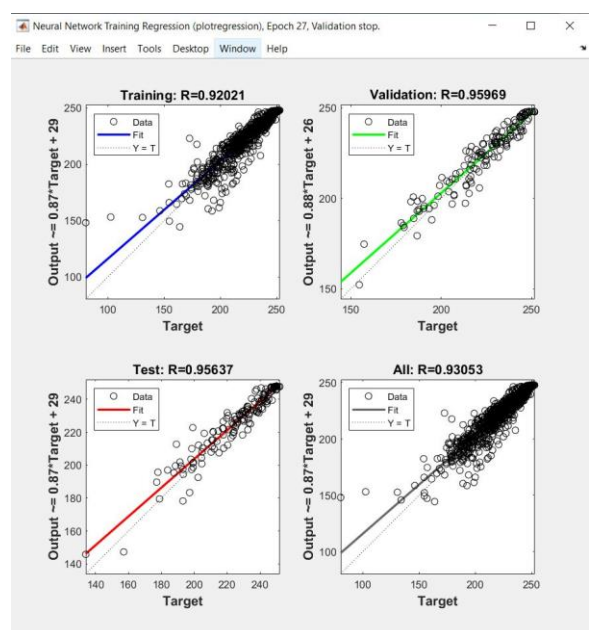 Neural Network Training Regression (plotregression), Epoch 27, Validation stop.
File Edit View Insert Tools Desktop Window Help
Training: R=0.92021
Output ~= 0.87*Target + 29
250
200
150
100
Data
Fit
Y = T
100 150 200 250
Target
Validation: R=0.95969
Output ~= 0.88*Target + 26
250
200
150
Data
Fit
Y = T
150 200 250
Target
Test: R=0.95637
Output ~= 0.87*Target + 29
240
220
200
180
160
140
Data
Fit
Y = T
140 160 180 200 220 240
Target
All: R=0.93053
Output ~= 0.87*Target + 29
250
200
150
100
Data
Fit
Y = T
100 150 200 250
Target